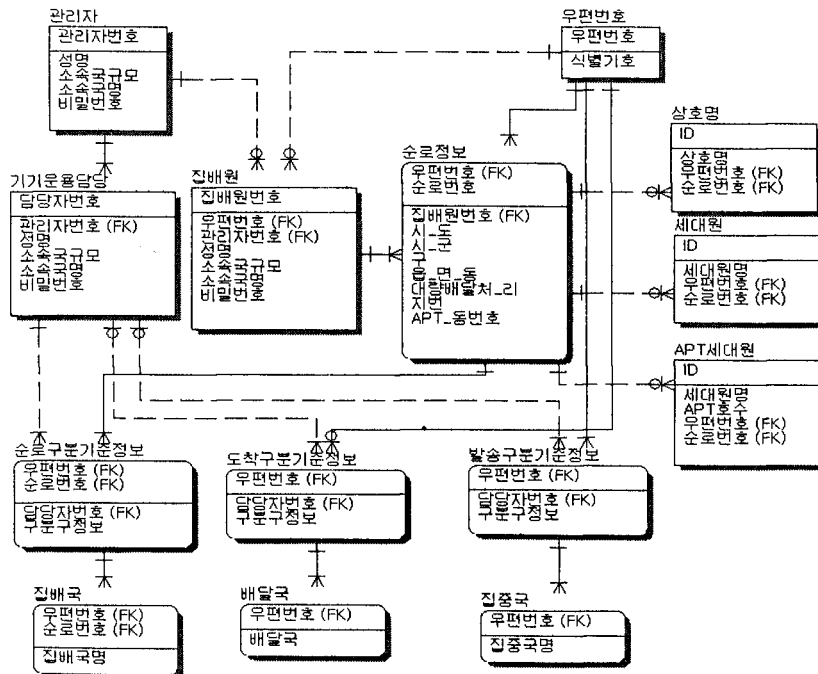 관리자
관리자번호
성명
소속국규모
소속국명
비밀번호
우편번호
우편번호
식별기호
상호명
ID
상호명
우편번호 (FK)
순로번호 (FK)
순로정보
우편번호 (FK)
순로번호
집배원번호 (FK)
시_도
시_군
구
읍_면_동
대량배달처_리
지번
APT_동번호
집배원
집배원번호
우편번호 (FK)
관리자번호 (FK)
성명
소속국규모
소속국명
비밀번호
기기운용담당
담당자번호
관리자번호 (FK)
성명
소속국규모
소속국명
비밀번호
세대원
ID
세대원명
우편번호 (FK)
순로번호 (FK)
APT세대원
ID
세대원명
APT호수
우편번호 (FK)
순로번호 (FK)
순로구분기준정보
우편번호 (FK)
순로번호 (FK)
담당자번호 (FK)
구분구정보
도착구분기준정보
우편번호 (FK)
담당자번호 (FK)
구분구정보
발송구분기준정보
우편번호 (FK)
담당자번호 (FK)
구분구정보
집배국
우편번호 (FK)
순로번호 (FK)
집배국명
배달국
우편번호 (FK)
배달국
집중국
우편번호 (FK)
집중국명